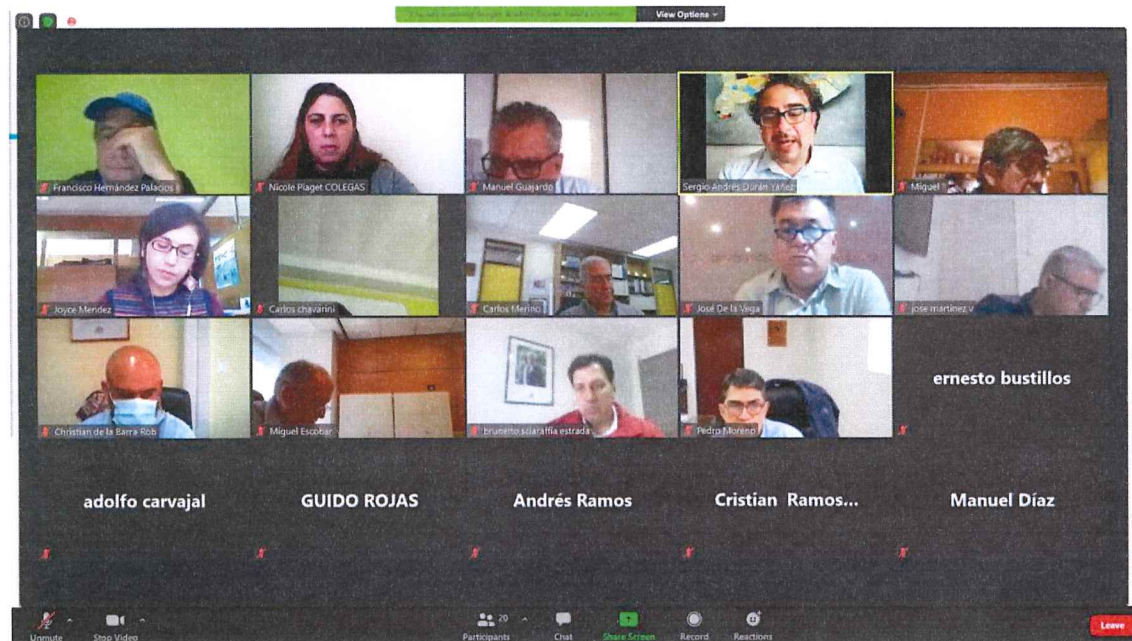 View Options
Francisco Hernández Palacios
Nicole Piaget COLEGAS
Manuel Guajardo
Sergio Andrés Durán Yáñez
Miguel T
Joyce Mendez
Carlos chavarini
Carlos Merino
José De la Vega
jose martinez v
Christian de la Barra Rob
Miguel Escobar
brunetto sciaraffia estrada
Pedro Moreno
ernesto bustillos
adolfo carvajal
GUIDO ROJAS
Andrés Ramos
Cristian Ramos...
Manuel Díaz
Unmute
Stop Video
Participants
20
Chat
Share Screen
Record
Reactions
Leave